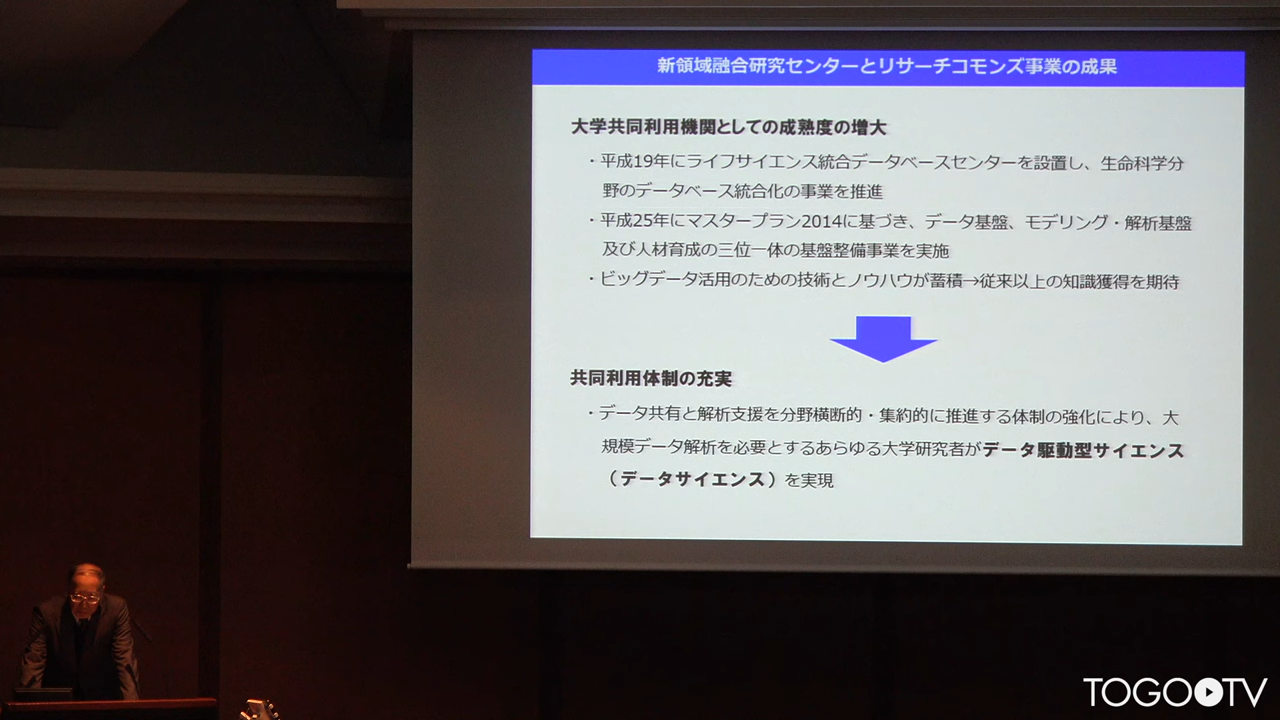 新領域融合研究センターとリサーチコモンズ事業の成果
大学共同利用機関としての成熟度の増大
・平成19年にライフサイエンス統合データベースセンターを設置し、生命科学分
野のデータベース統合化の事業を推進
・平成25年にマスタープラン2014に基づき、データ基盤、モデリング・解析基盤
及び人材育成の三位一体の基盤整備事業を実施
・ビッグデータ活用のための技術とノウハウが蓄積→従来以上の知識獲得を期待
共同利用体制の充実
・データ共有と解析支援を分野横断的・集約的に推進する体制の強化により、大
規模データ解析を必要とするあらゆる大学研究者がデータ駆動型サイエンス
（データサイエンス）を実現
TOGOTV